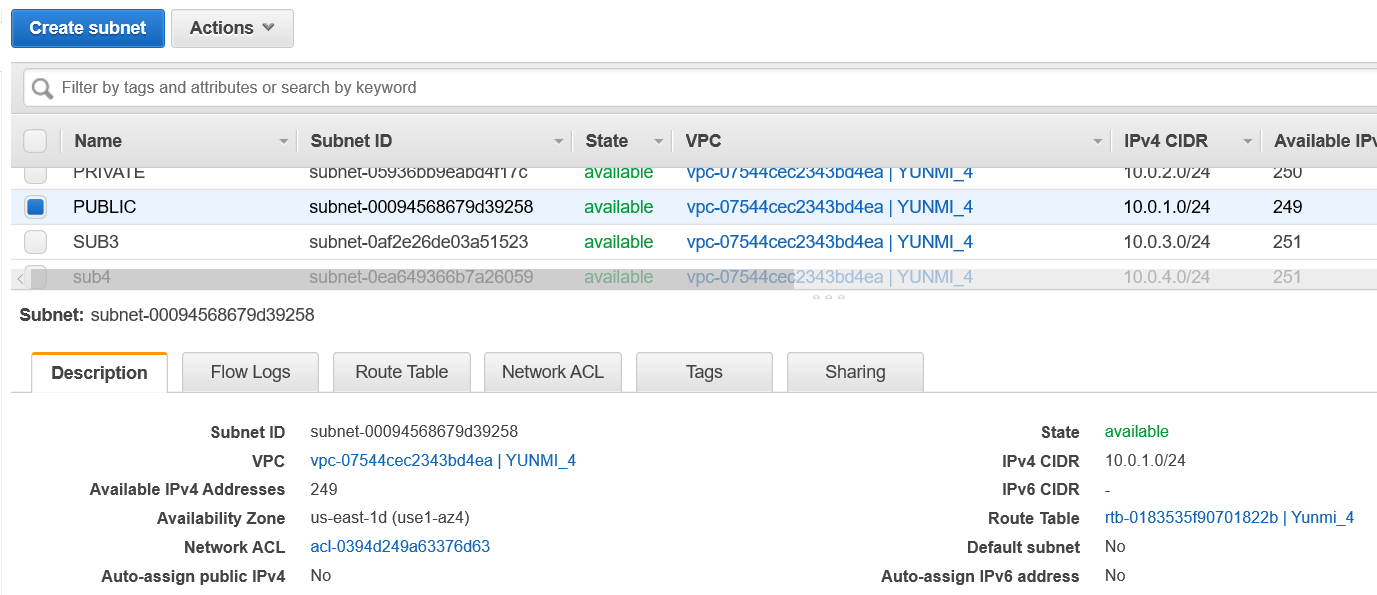 Create subnet Actions
Filter by tags and attributes or search by keyword
Name Subnet ID State VPC IPv4 CIDR Available IPv
PRIVATE subnet-05936bb9eabd4f17c available vpc-07544cec2343bd4ea | YUNMI_4 10.0.2.0/24 250
PUBLIC subnet-00094568679d39258 available vpc-07544cec2343bd4ea | YUNMI_4 10.0.1.0/24 249
SUB3 subnet-0af2e26de03a51523 available vpc-07544cec2343bd4ea | YUNMI_4 10.0.3.0/24 251
sub4 subnet-0ea649366b7a26059 available vpc-07544cec2343bd4ea | YUNMI_4 10.0.4.0/24 251
Subnet: subnet-00094568679d39258
Description Flow Logs Route Table Network ACL Tags Sharing
Subnet ID subnet-00094568679d39258 State available
VPC vpc-07544cec2343bd4ea | YUNMI_4 IPv4 CIDR 10.0.1.0/24
Available IPv4 Addresses 249 IPv6 CIDR -
Availability Zone us-east-1d (use1-az4) Route Table rtb-0183535f90701822b | Yunmi_4
Network ACL acl-0394d249a63376d63 Default subnet No
Auto-assign public IPv4 No Auto-assign IPv6 address No